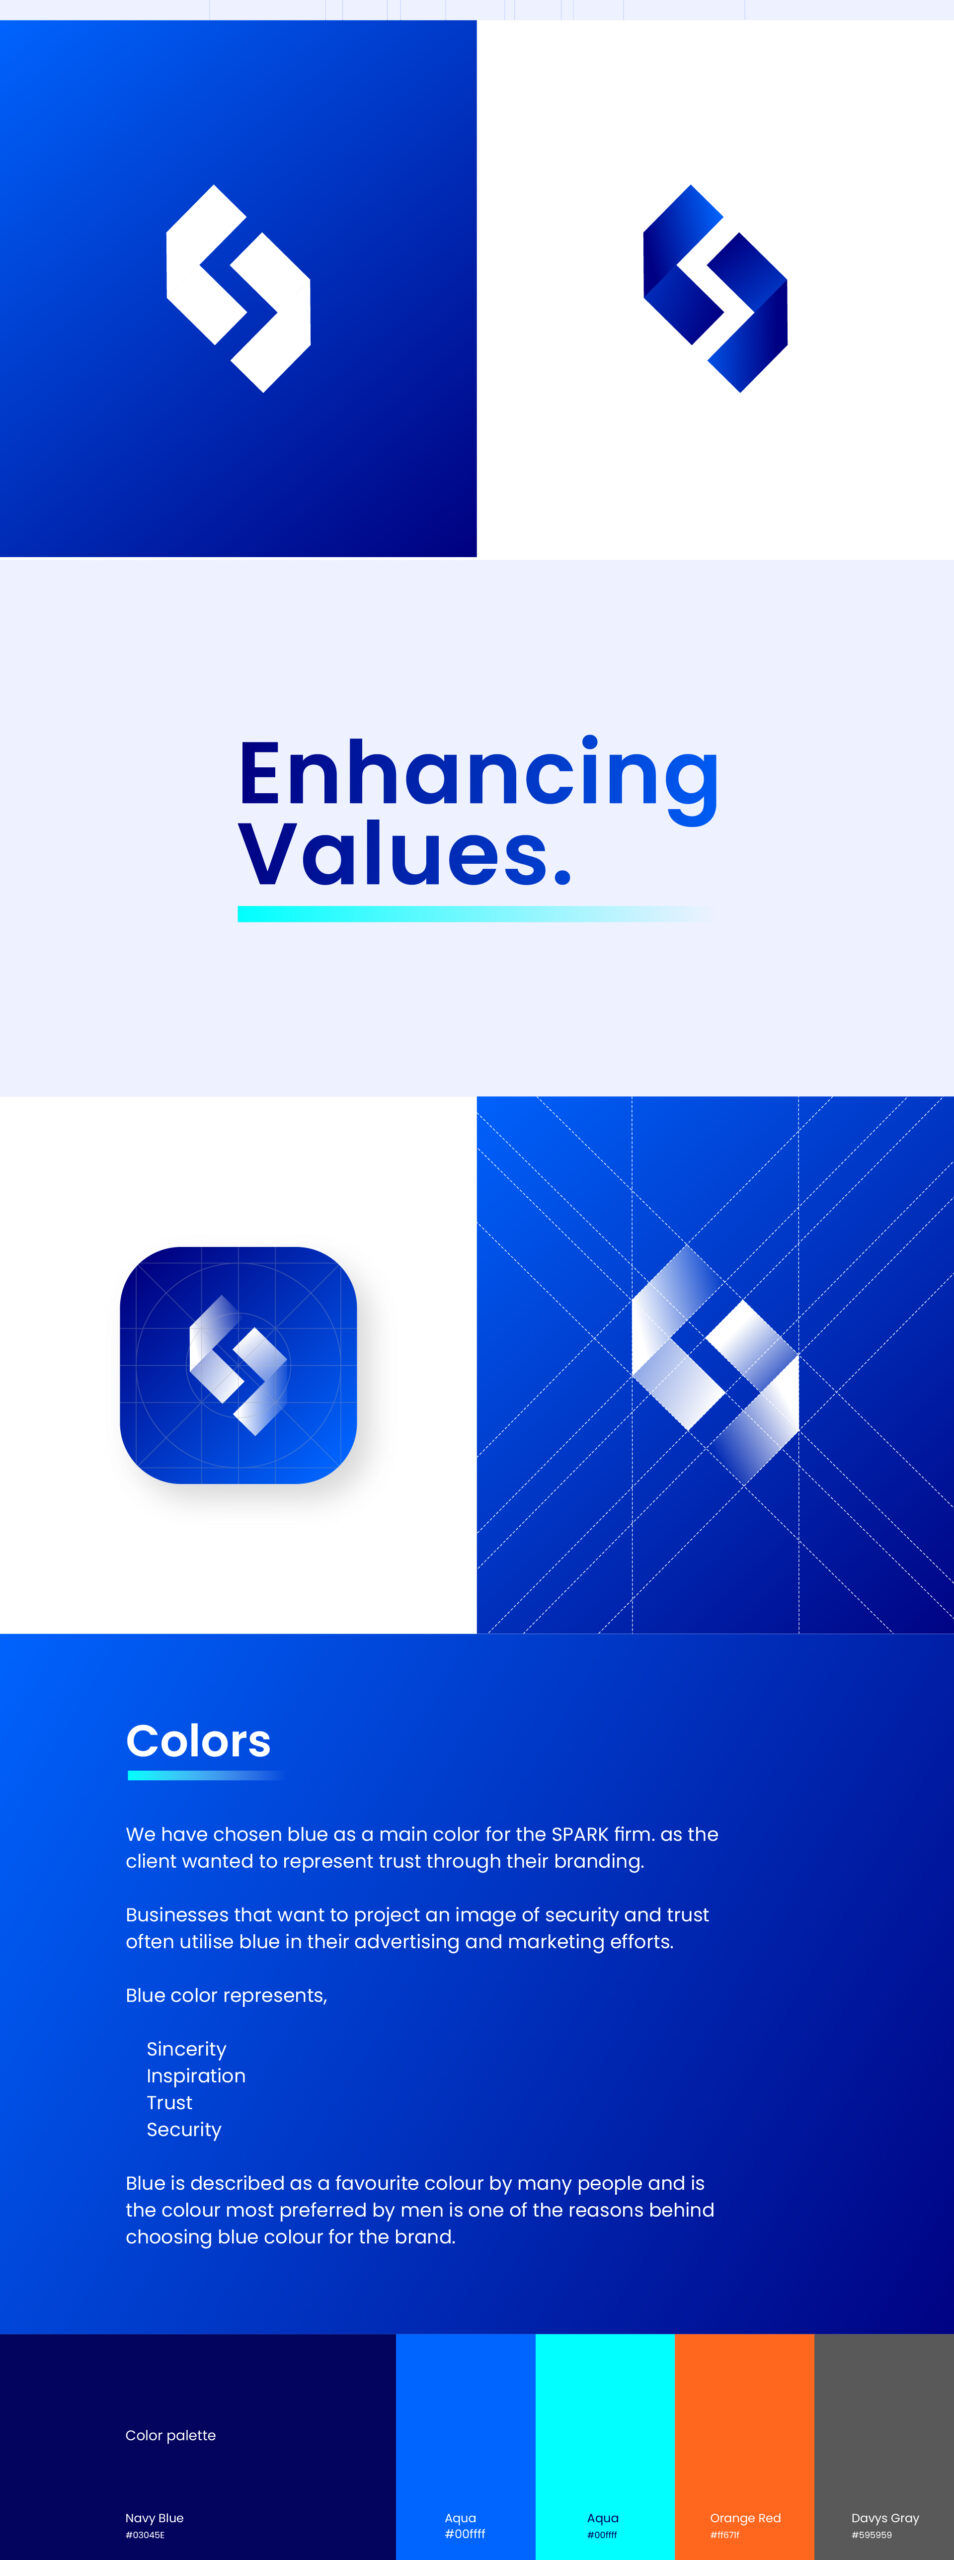 Enhancing
Values.
Colors
We have chosen blue as a main color for the SPARK firm. as the
client wanted to represent trust through their branding.
Businesses that want to project an image of security and trust
often utilise blue in their advertising and marketing efforts.
Blue color represents,
Sincerity
Inspiration
Trust
Security
Blue is described as a favourite colour by many people and is
the colour most preferred by men is one of the reasons behind
choosing blue colour for the brand.
Color palette
Navy Blue
#03045E
Aqua
#00ffff
Aqua
#00ffff
Orange Red
#ff671f
Davys Gray
#595959